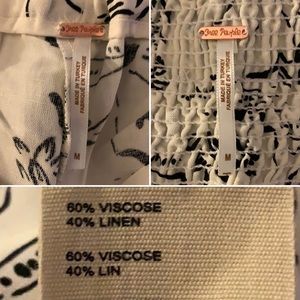 Free People
MADE IN TURKEY
FABRIQUÉ EN TURQUIE
M
Free People
MADE IN TURKEY
FABRIQUÉ EN TURQUIE
M
60% VISCOSE
40% LINEN
60% VISCOSE
40% LIN